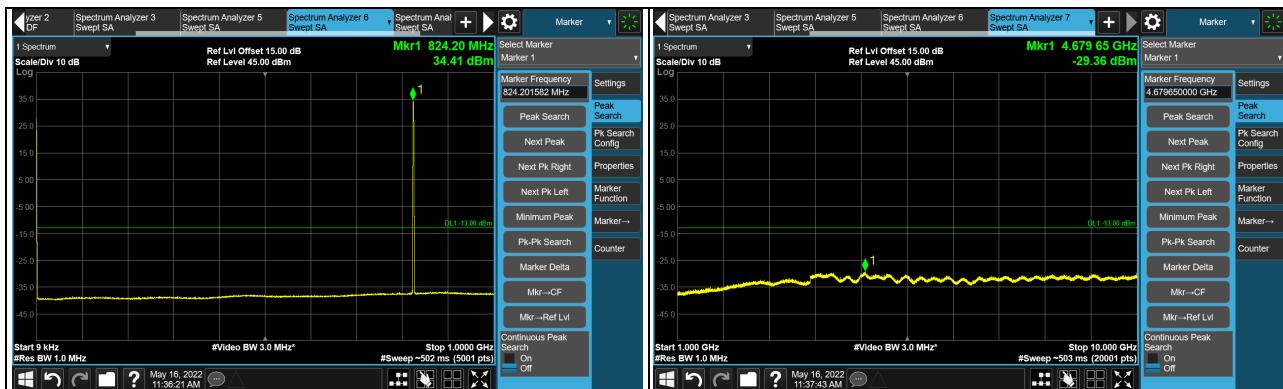 yzer 2
DF
Spectrum Analyzer 3
Swept SA
Spectrum Analyzer 5
Swept SA
Spectrum Analyzer 6
Swept SA
Spectrum Anal
Swept SA
+
Marker
1 Spectrum
Scale/Div 10 dB
Log
Ref Lvl Offset 15.00 dB
Ref Level 45.00 dBm
Mkr1 824.20 MHz
34.41 dBm
1
35.0
25.0
15.0
5.00
-5.00
-15.0
-25.0
-35.0
-45.0
DL1 -13.00 dBm
Start 9 kHz
#Res BW 1.0 MHz
#Video BW 3.0 MHz*
Stop 1.0000 GHz
#Sweep ~502 ms (5001 pts)
Select Marker
Marker 1
Marker Frequency
824.201582 MHz
Peak Search
Next Peak
Next Pk Right
Next Pk Left
Minimum Peak
Pk-Pk Search
Marker Delta
Mkr→CF
Mkr→Ref Lvl
Continuous Peak
Search
On
Off
Settings
Peak
Search
Pk Search
Config
Properties
Marker
Function
Marker→
Counter
?
May 16, 2022
11:36:21 AM
Spectrum Analyzer 3
Swept SA
Spectrum Analyzer 5
Swept SA
Spectrum Analyzer 6
Swept SA
Spectrum Analyzer 7
Swept SA
+
Marker
1 Spectrum
Scale/Div 10 dB
Log
Ref Lvl Offset 15.00 dB
Ref Level 45.00 dBm
Mkr1 4.679 65 GHz
-29.36 dBm
1
35.0
25.0
15.0
5.00
-5.00
-15.0
-25.0
-35.0
-45.0
DL1 -13.00 dBm
Start 1.000 GHz
#Res BW 1.0 MHz
#Video BW 3.0 MHz*
Stop 10.000 GHz
#Sweep ~503 ms (20001 pts)
Select Marker
Marker 1
Marker Frequency
4.679650000 GHz
Peak Search
Next Peak
Next Pk Right
Next Pk Left
Minimum Peak
Pk-Pk Search
Marker Delta
Mkr→CF
Mkr→Ref Lvl
Continuous Peak
Search
On
Off
Settings
Peak
Search
Pk Search
Config
Properties
Marker
Function
Marker→
Counter
?
May 16, 2022
11:37:43 AM